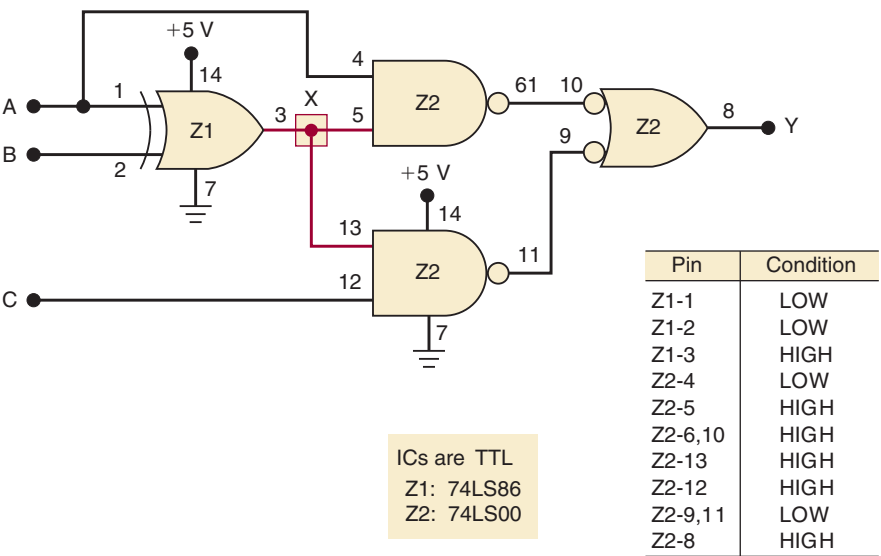 +5 V
14
A
1
B
2
Z1
7
3
X
4
5
Z2
61
10
9
Z2
8
Y
+5 V
14
13
12
Z2
11
7
C
ICs are TTL
Z1: 74LS86
Z2: 74LS00
Pin Condition
Z1-1 LOW
Z1-2 LOW
Z1-3 HIGH
Z2-4 LOW
Z2-5 HIGH
Z2-6,10 HIGH
Z2-13 HIGH
Z2-12 HIGH
Z2-9,11 LOW
Z2-8 HIGH